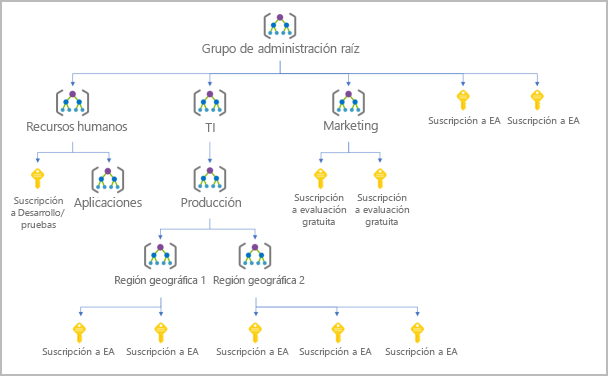 Grupo de administración raíz
Recursos humanos
TI
Marketing
Suscripción a EA
Suscripción a EA
Suscripción
a Desarrollo/
pruebas
Aplicaciones
Producción
Suscripción
a evaluación
gratuita
Suscripción
a evaluación
gratuita
Región geográfica 1
Región geográfica 2
Suscripción a EA
Suscripción a EA
Suscripción a EA
Suscripción a EA
Suscripción a EA